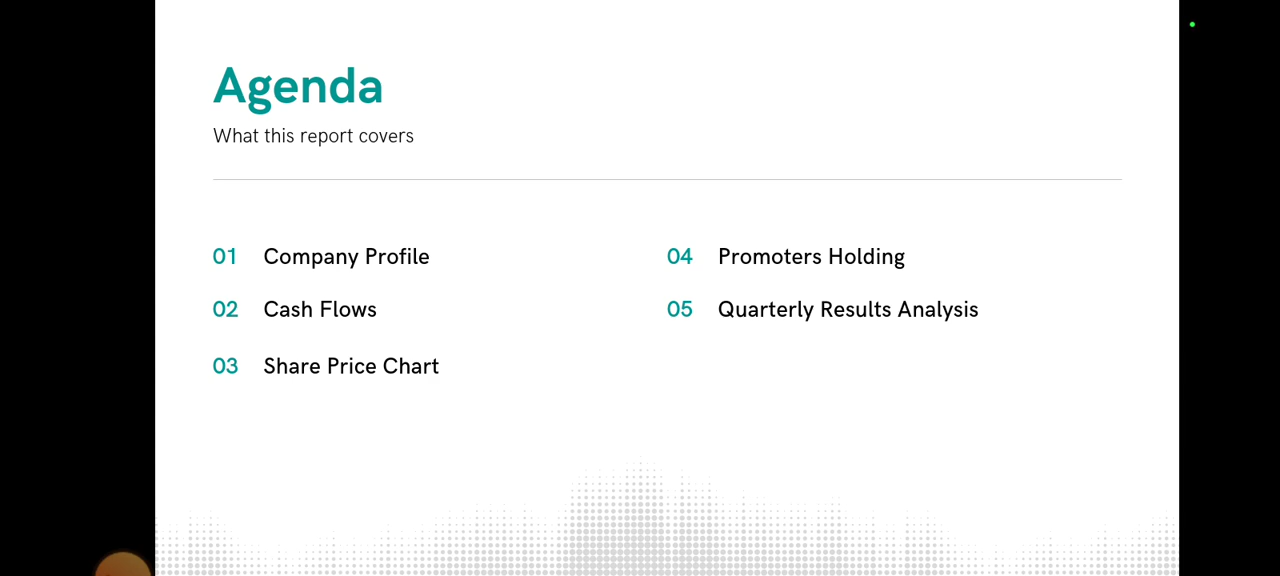 Agenda
What this report covers
01 Company Profile
02 Cash Flows
03 Share Price Chart
04 Promoters Holding
05 Quarterly Results Analysis